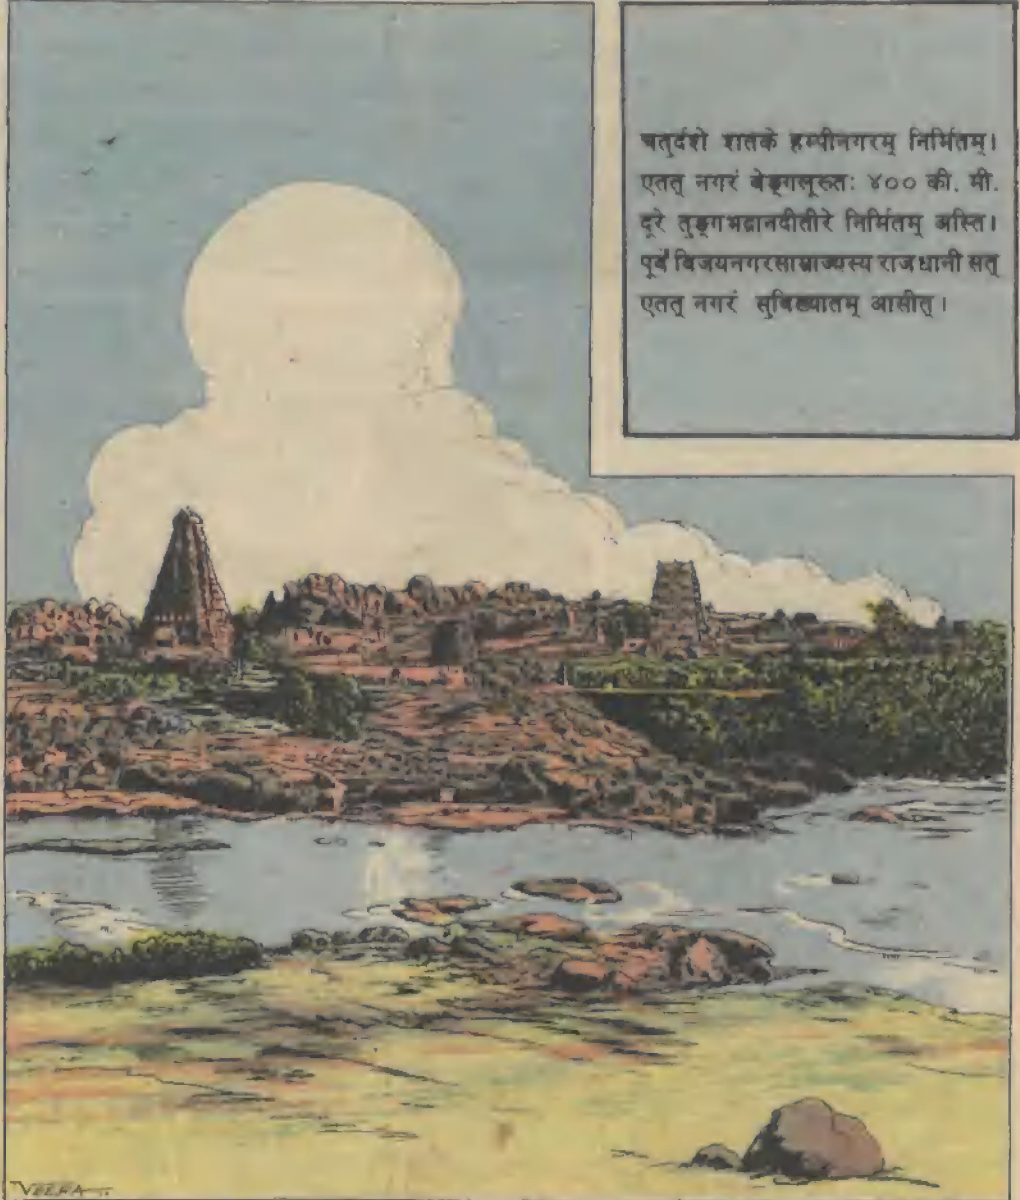 चतुर्दशे शतके हम्पीनगरम् निर्मितम्।
एतत् नगरं बेङ्गलूरुतः ४०० की. मी.
दूरे तुङ्गभद्रानदीतीरे निर्मितम् अस्ति।
पूर्वं विजयनगरसाम्राज्यस्य राजधानी सत्
एतत् नगरं सुविख्यातम् आसीत्।
VEERA